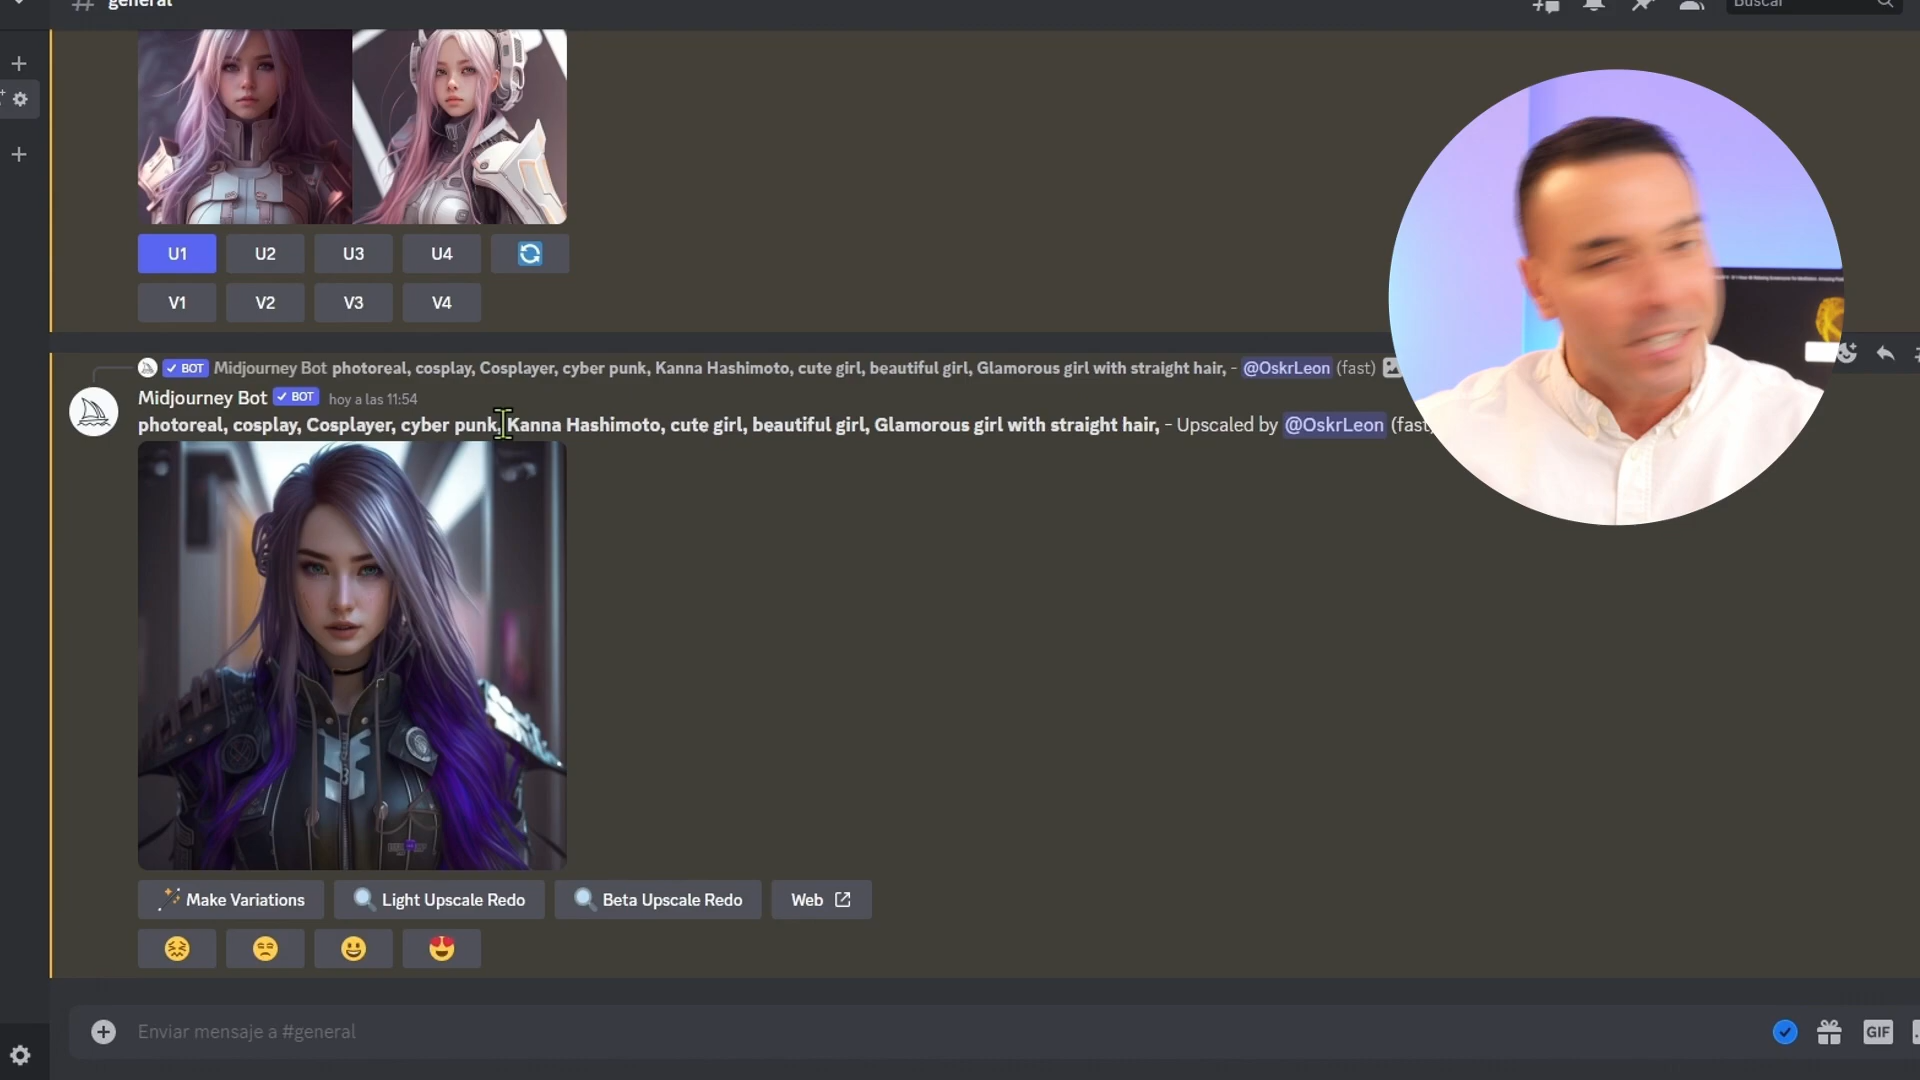 general
Buscar
U1 U2 U3 U4
V1 V2 V3 V4
BOT Midjourney Bot photoreal, cosplay, Cosplayer, cyber punk, Kanna Hashimoto, cute girl, beautiful girl, Glamorous girl with straight hair, - @OskrLeon (fast)
Midjourney Bot BOT hoy a las 11:54
photoreal, cosplay, Cosplayer, cyber punk, Kanna Hashimoto, cute girl, beautiful girl, Glamorous girl with straight hair, - Upscaled by @OskrLeon (fast)
Make Variations Light Upscale Redo Beta Upscale Redo Web
Enviar mensaje a #general
GIF